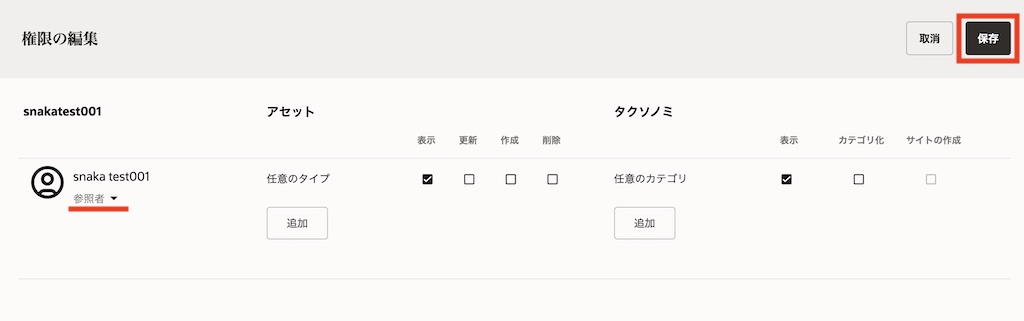 権限の編集
取消
保存
snakatest001
アセット
タクソノミ
表示 更新 作成 削除
表示 カテゴリ化 サイトの作成
snaka test001
参照者
任意のタイプ
任意のカテゴリ
追加
追加